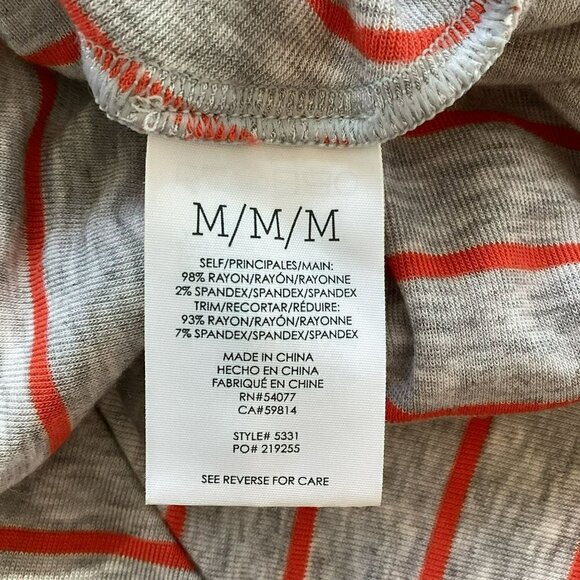 M/M/M
SELF/PRINCIPALES/MAIN:
98% RAYON/RAYÓN/RAYONNE
2% SPANDEX/SPANDEX/SPANDEX
TRIM/RECORTAR/RÉDUIRE:
93% RAYON/RAYÓN/RAYONNE
7% SPANDEX/SPANDEX/SPANDEX
MADE IN CHINA
HECHO EN CHINA
FABRIQUÉ EN CHINE
RN#54077
CA#59814
STYLE# 5331
PO# 219255
SEE REVERSE FOR CARE